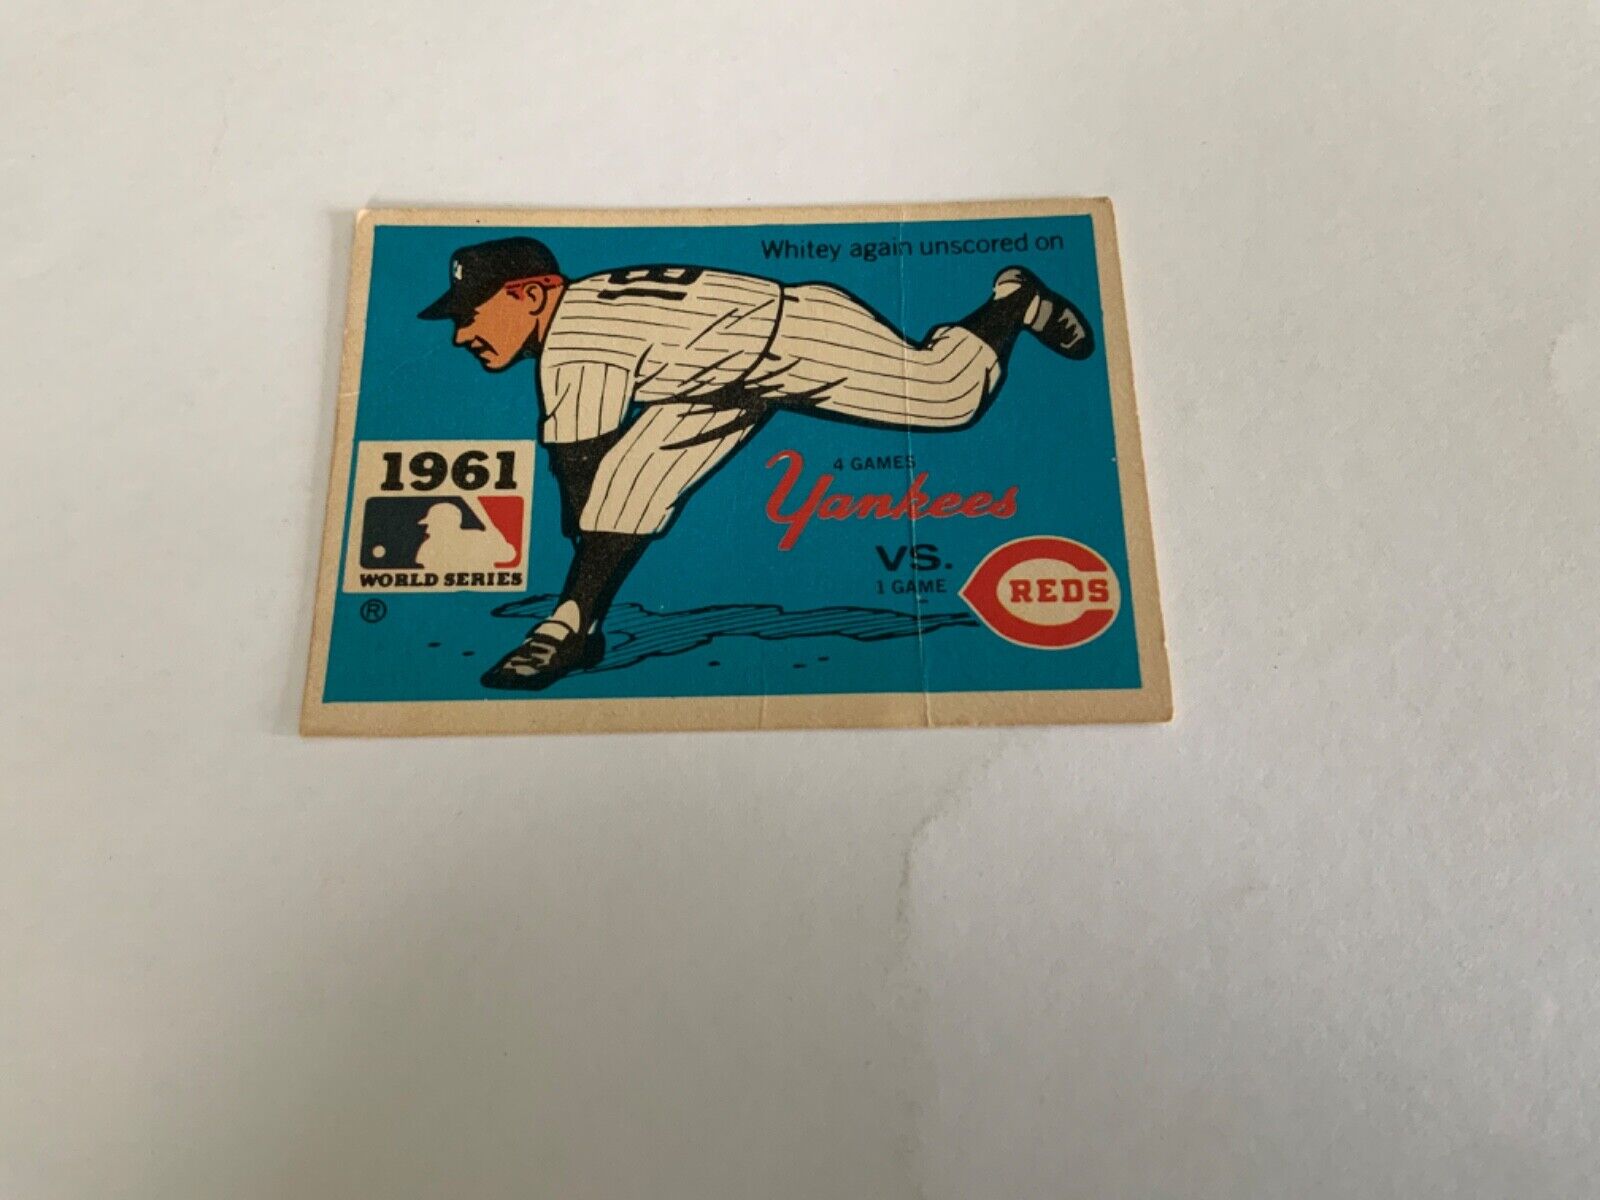 Whitey again unscored on
1961
WORLD SERIES
®
4 GAMES
Yankees
VS.
1 GAME
REDS